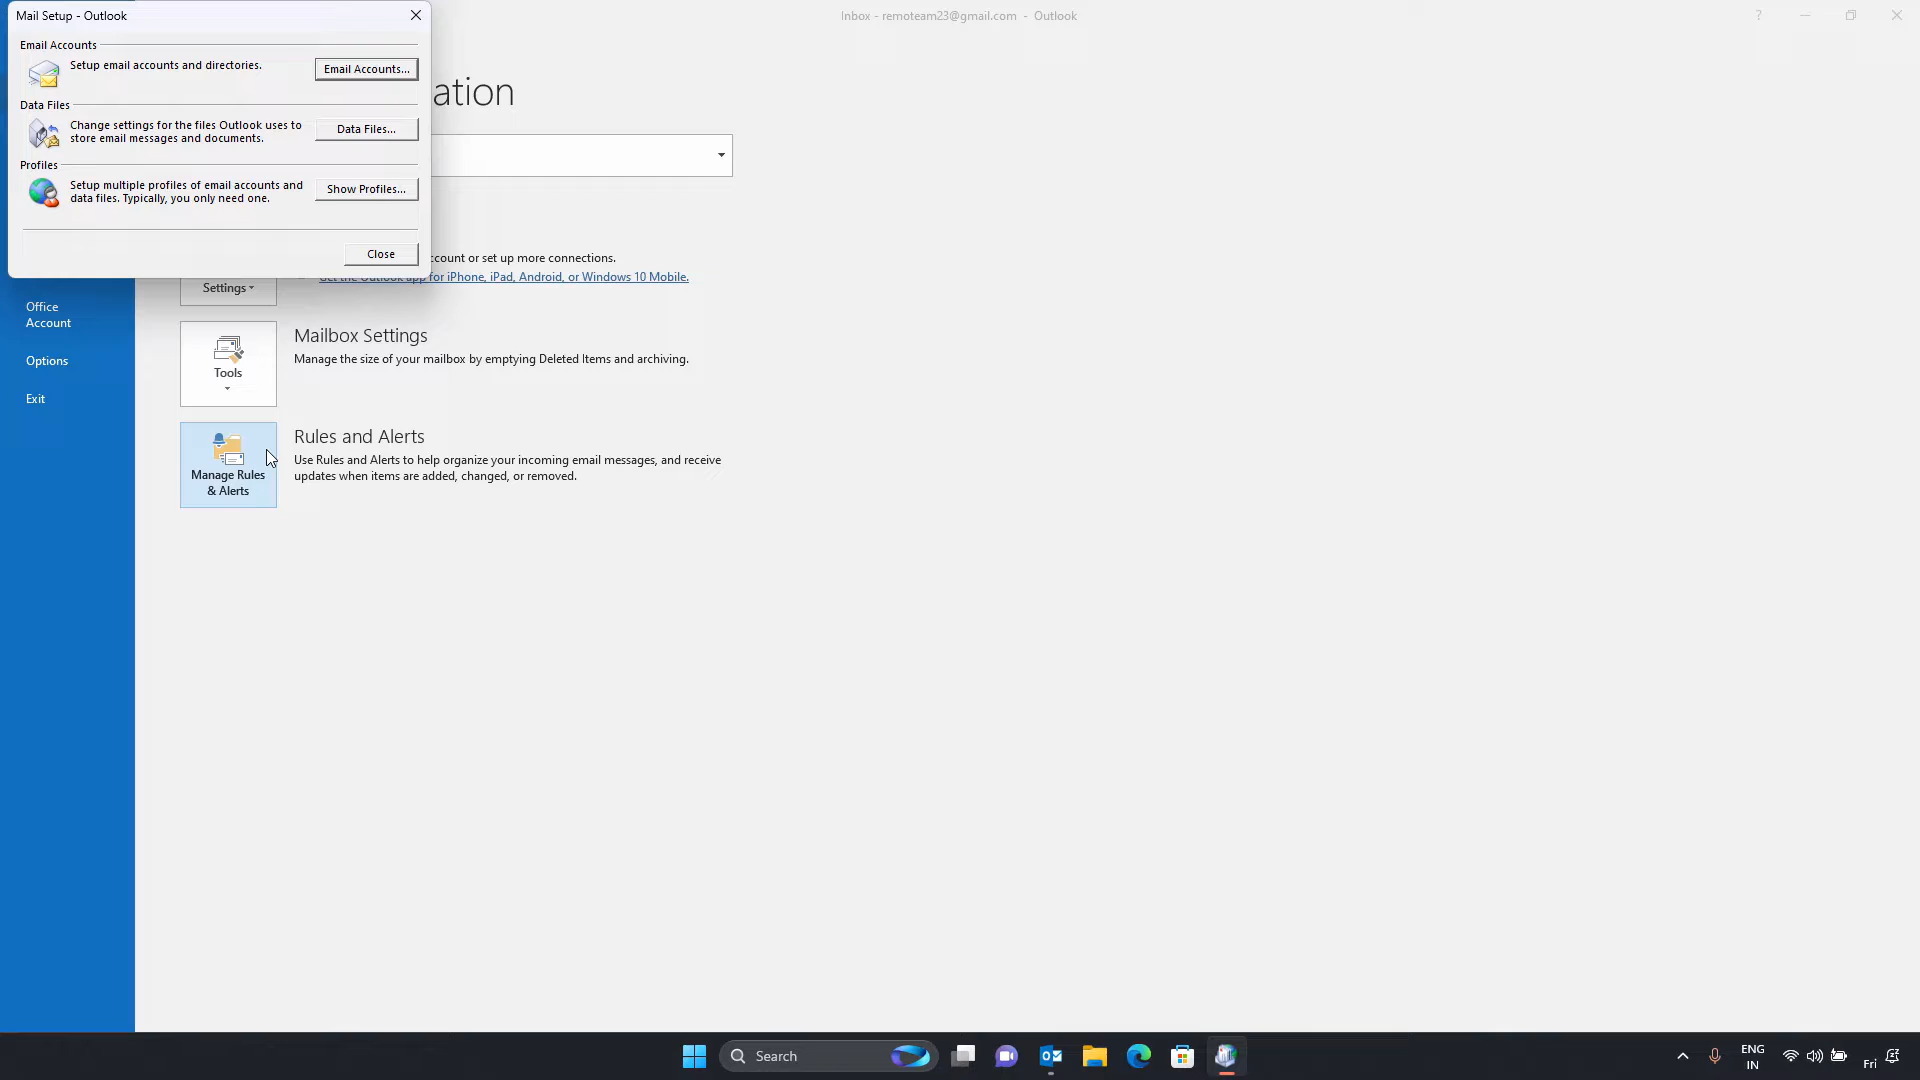 Mail Setup - Outlook
Inbox - remoteam23@gmail.com - Outlook
?
Email Accounts
Setup email accounts and directories.
Email Accounts...
ation
Data Files
Change settings for the files Outlook uses to
store email messages and documents.
Data Files...
Profiles
Setup multiple profiles of email accounts and
data files. Typically, you only need one.
Show Profiles...
Close
count or set up more connections.
Get the Outlook app for iPhone, iPad, Android, or Windows 10 Mobile.
Settings
Office
Account
Options
Exit
Tools
Mailbox Settings
Manage the size of your mailbox by emptying Deleted Items and archiving.
Manage Rules
& Alerts
Rules and Alerts
Use Rules and Alerts to help organize your incoming email messages, and receive
updates when items are added, changed, or removed.
Search
ENG
IN
Fri